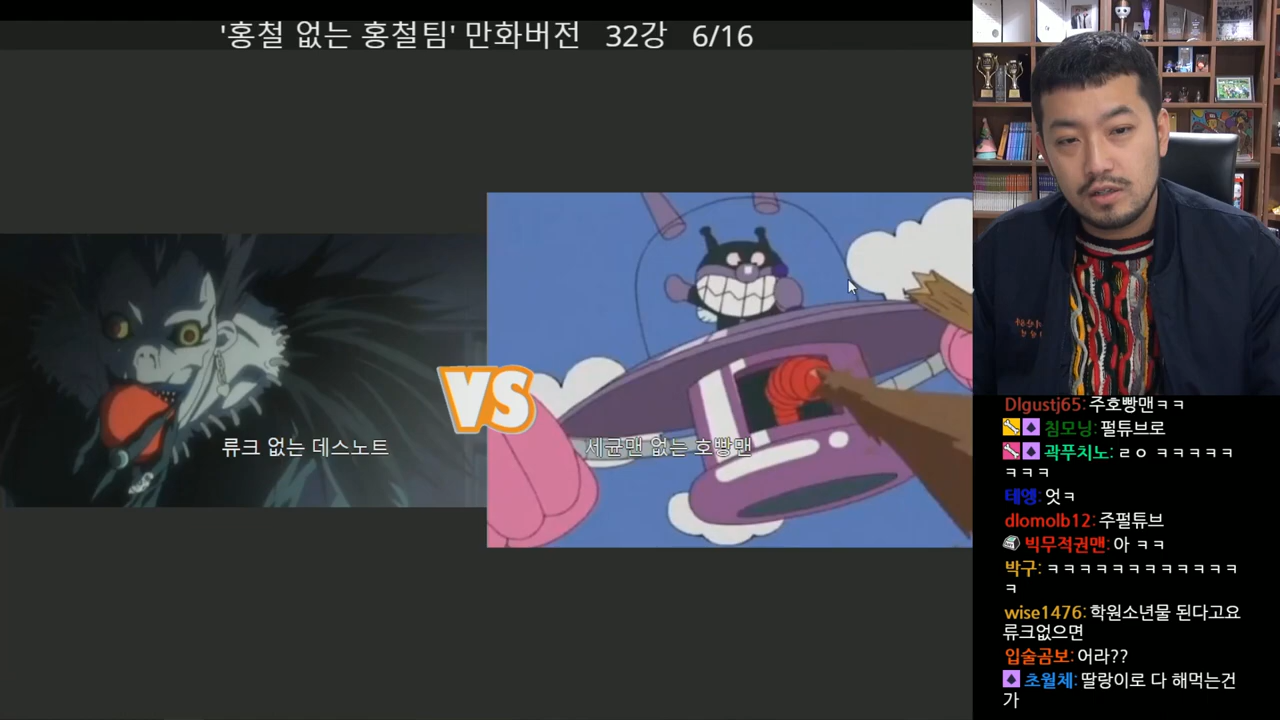 '홍철 없는 홍철팀' 만화버전 32강 6/16
VS
류크 없는 데스노트
세균맨 없는 호빵맨
Dlgustj65: 주호빵맨ㅋㅋ
침모닝: 펄튜브로
곽푸치노: ㄹㅇ ㅋㅋㅋㅋㅋ
ㅋㅋㅋ
테엥: 엇ㅋ
dlomolb12: 주펄튜브
빅무적권맨: 아 ㅋㅋ
박구: ㅋㅋㅋㅋㅋㅋㅋㅋㅋㅋㅋㅋ
ㅋ
wise1476: 학원소년물 된다고요
류크없으면
입술곰보: 어라??
초월체: 딸랑이로 다 해먹는건
가